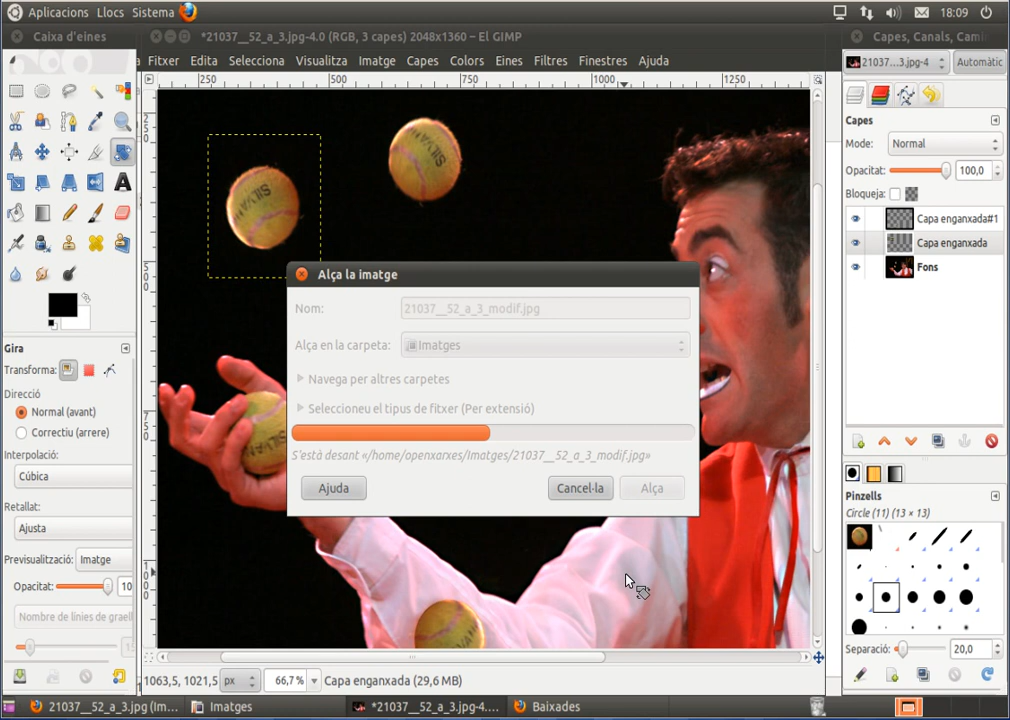 Aplicacions Llocs Sistema 18:09
Caixa d'eines
*21037__52_a_3.jpg-4.0 (RGB, 3 capes) 2048x1360 – El GIMP
Capes, Canals, Cami
Fitxer Edita Selecciona Visualitza Imatge Capes Colors Eines Filtres Finestres Ajuda
21037...3.jpg-4 Automàtic
250 500 750 1000 1250
Capes
Mode: Normal
Opacitat: 100,0
Bloqueja:
Capa enganxada#1
Capa enganxada
Fons
Alça la imatge
Nom: 21037__52_a_3_modif.jpg
Alça en la carpeta: Imatges
Navega per altres carpetes
Seleccioneu el tipus de fitxer (Per extensió)
S'està desant «/home/openxarxes/Imatges/21037__52_a_3_modif.jpg»
Ajuda Cancel·la Alça
Gira
Transforma:
Direcció
Normal (avant)
Correctiu (arrere)
Interpolació:
Cúbica
Retallat:
Ajusta
Previsualització: Imatge
Opacitat: 10
Nombre de línies de graell
15
Pinzells
Circle (11) (13 × 13)
Separació: 20,0
1063,5, 1021,5 px 66,7% Capa enganxada (29,6 MB)
21037__52_a_3.jpg (Im... Imatges *21037__52_a_3.jpg-4.... Baixades